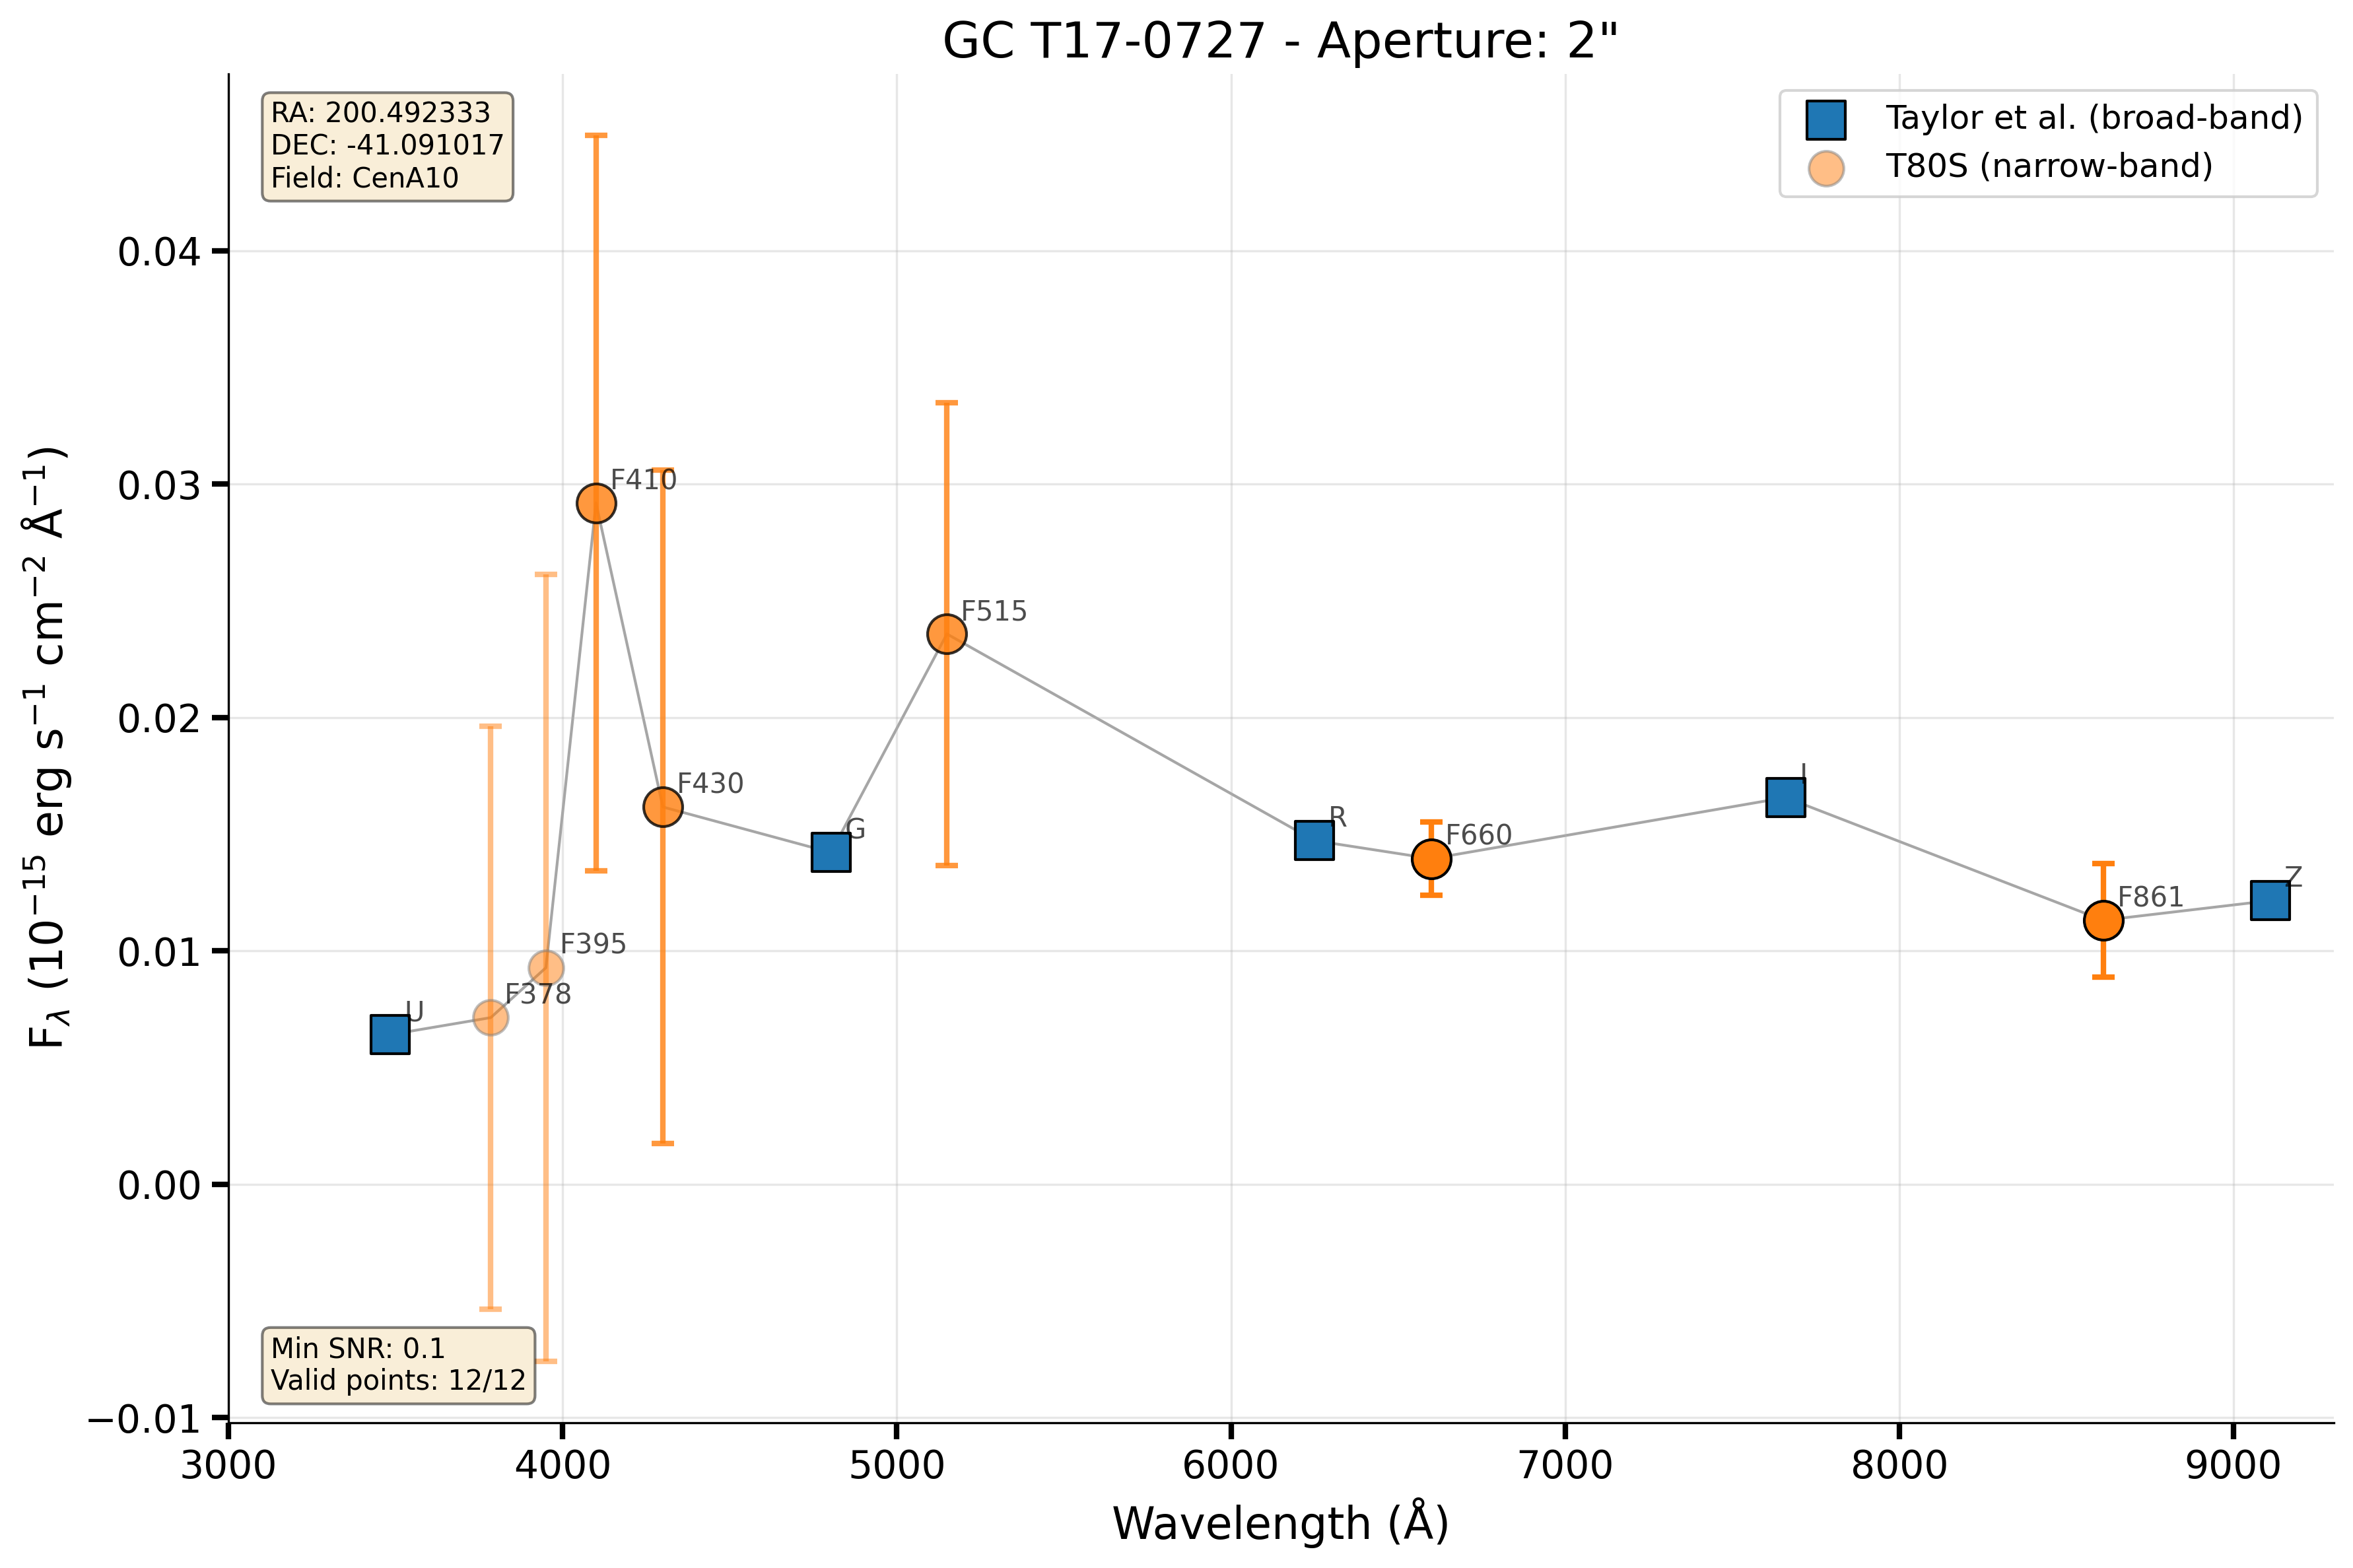 GC T17-0727 - Aperture: 2"
RA: 200.492333
DEC: -41.091017
Field: CenA10
Taylor et al. (broad-band)
T80S (narrow-band)
F_λ (10⁻¹⁵ erg s⁻¹ cm⁻² Å⁻¹)
0.04
0.03
0.02
0.01
0.00
−0.01
F410
F515
F430
G
R
F660
I
F861
Z
F395
F378
U
Min SNR: 0.1
Valid points: 12/12
3000 4000 5000 6000 7000 8000 9000
Wavelength (Å)